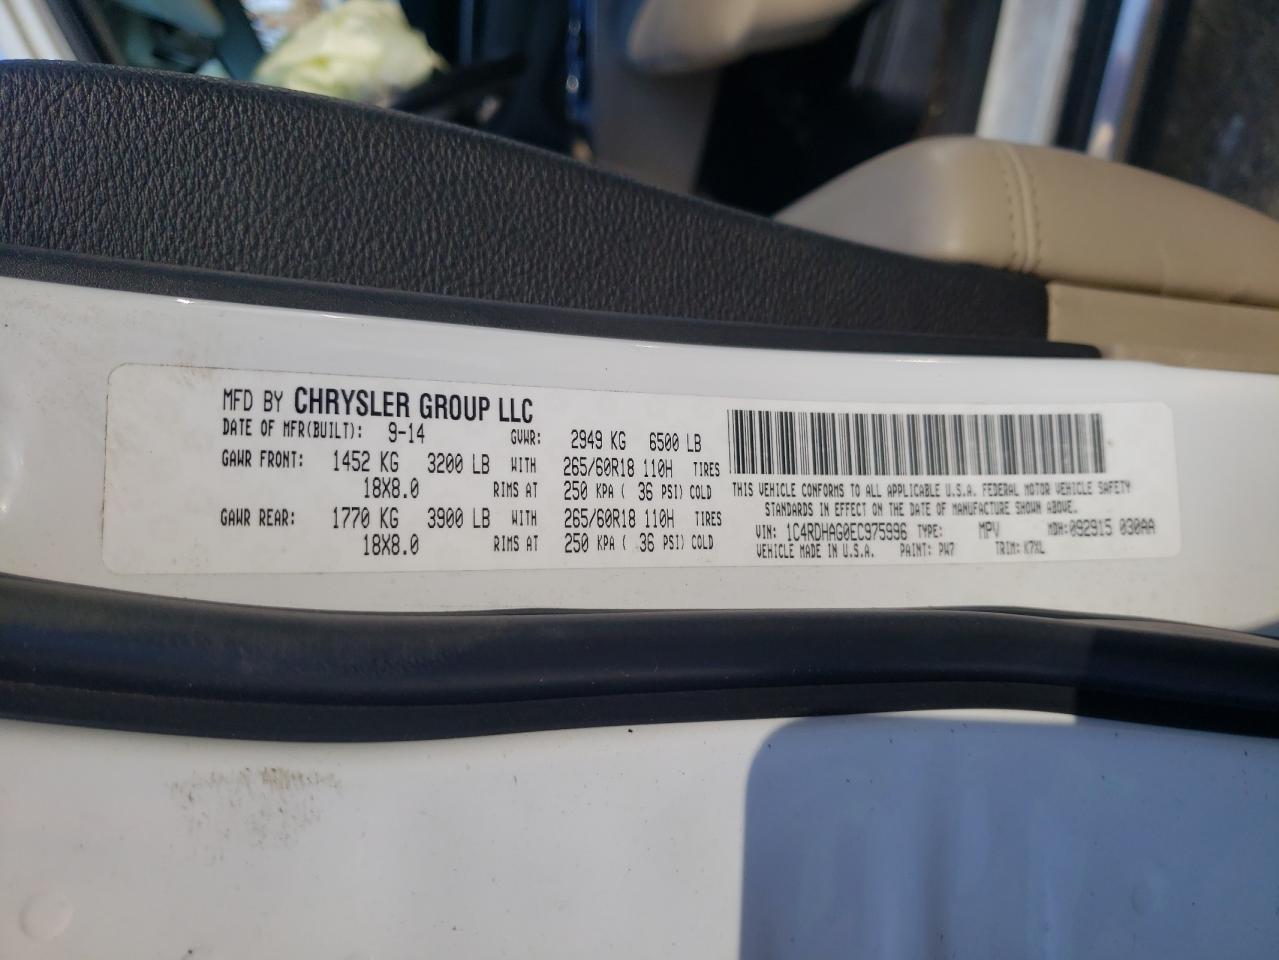 MFD BY CHRYSLER GROUP LLC
DATE OF MFR(BUILT): 9-14 GVWR: 2949 KG 6500 LB
GAWR FRONT: 1452 KG 3200 LB WITH 265/60R18 110H TIRES
18X8.0 RIMS AT 250 KPA ( 36 PSI) COLD
GAWR REAR: 1770 KG 3900 LB WITH 265/60R18 110H TIRES
18X8.0 RIMS AT 250 KPA ( 36 PSI) COLD
THIS VEHICLE CONFORMS TO ALL APPLICABLE U.S.A. FEDERAL MOTOR VEHICLE SAFETY
STANDARDS IN EFFECT ON THE DATE OF MANUFACTURE SHOWN ABOVE.
VIN: 1C4RDHAG0EC975996 TYPE: MPV MDH:092915 030AA
VEHICLE MADE IN U.S.A. PAINT: PW7 TRIM: K7XL